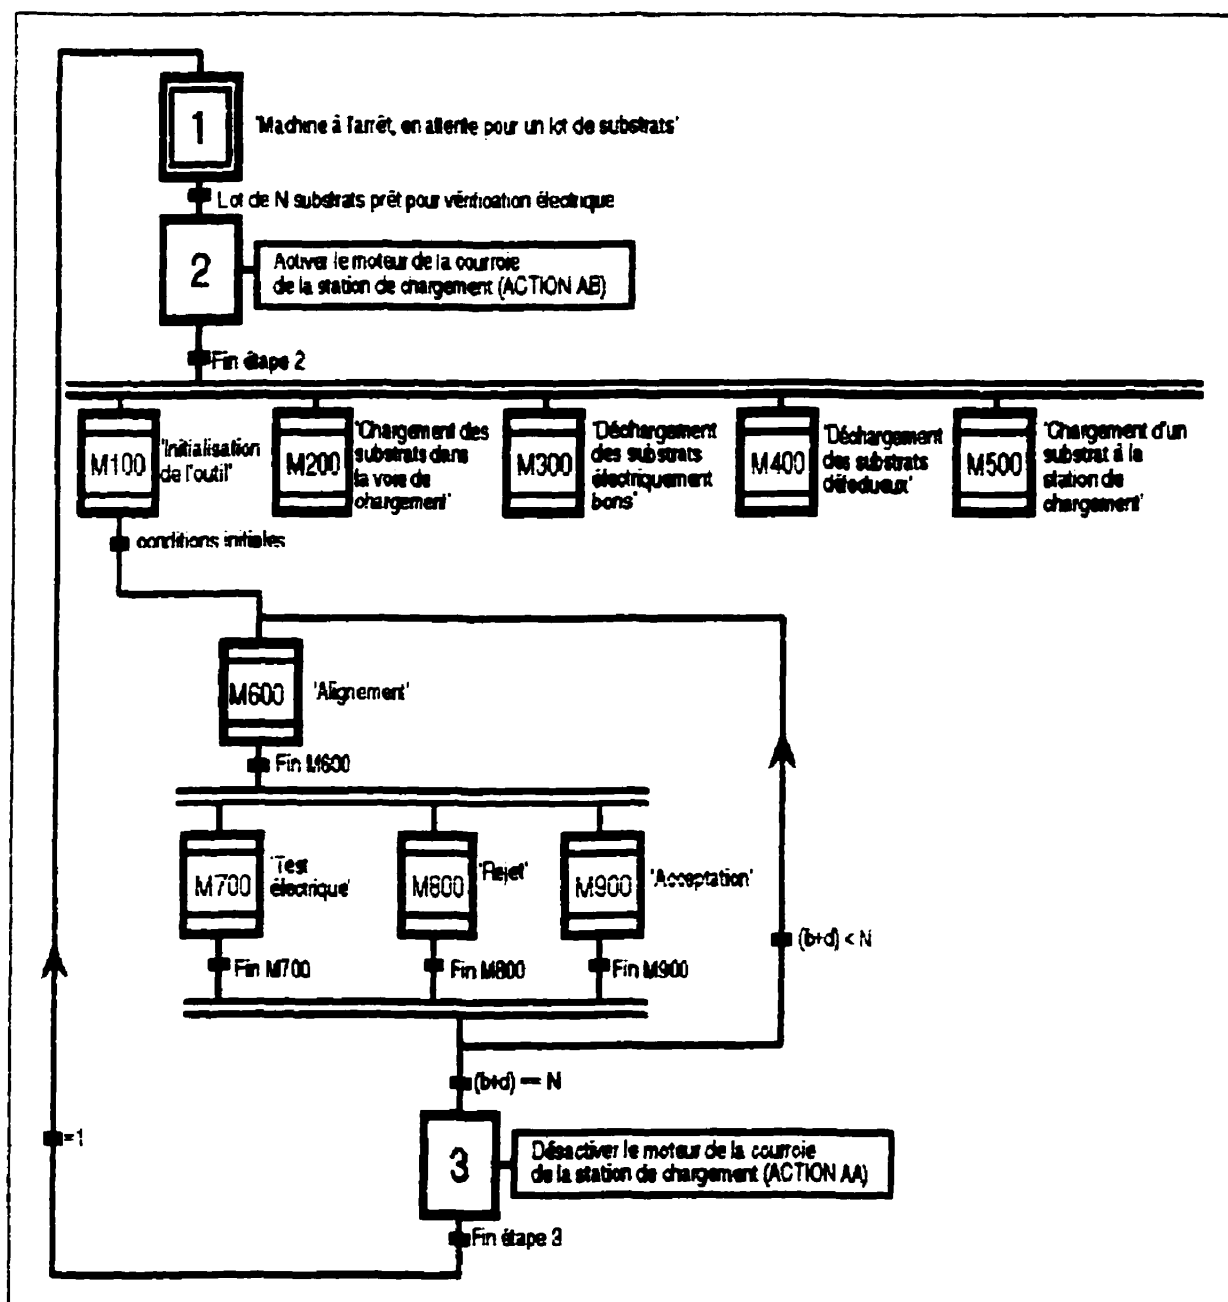 1
'Machine à l'arrêt, en attente pour un lot de substrats'
Lot de N substrats prêt pour vérification électrique
2
Activer le moteur de la courroie
de la station de chargement (ACTION AB)
Fin étape 2
M100
'Initialisation
de l'outil'
M200
'Chargement des
substrats dans
la voie de
chargement'
M300
'Déchargement
des substrats
électriquement
bons'
M400
'Déchargement
des substrats
défectueux'
M500
'Chargement d'un
substrat à la
station de
chargement'
conditions initiales
M600
'Alignement'
Fin M600
M700
'Test
électrique'
M800
'Rejet'
M900
'Acceptation'
(b+d) < N
Fin M700
Fin M800
Fin M900
(b+d) == N
=1
3
Désactiver le moteur de la courroie
de la station de chargement (ACTION AA)
Fin étape 3